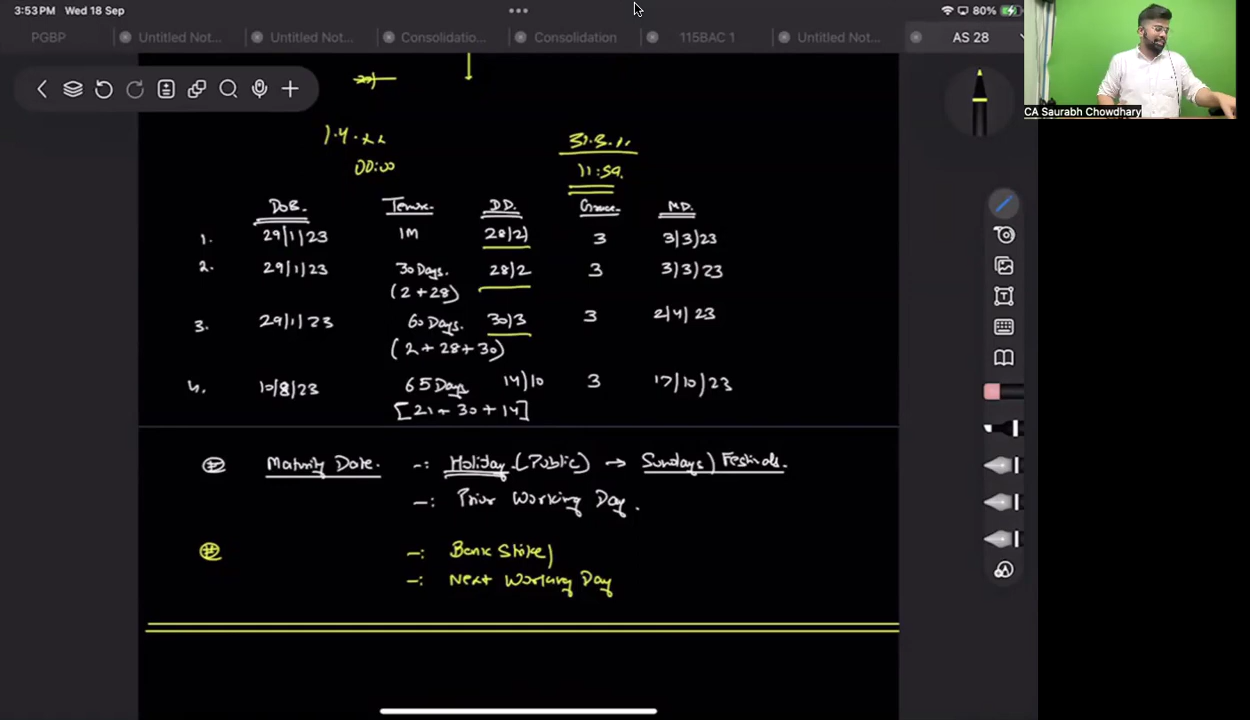 3:53 PM Wed 18 Sep
80%
PGBP
Untitled Not...
Untitled Not...
Consolidatio...
Consolidation
115BAC 1
Untitled Not...
AS 28
CA Saurabh Chowdhary
1.4.xx
00:00
11:59.
DOB. Tenure. DD. Grace. MD.
1. 29/1/23 1M 28/2) 3 3/3/23
2. 29/1/23 30 Days. 28/2 3 3/3/23
(2+28)
3. 29/1/23 60 Days. 30/3 3 2/4/23
(2+28+30)
4. 10/8/23 65 Days 14/10 3 17/10/23
[21+30+14]
# Maturity Date. -: Holiday.(Public) → Sundays/Festivals.
-: Prior Working Day.
# -: Bank Strike)
-: Next Working Day